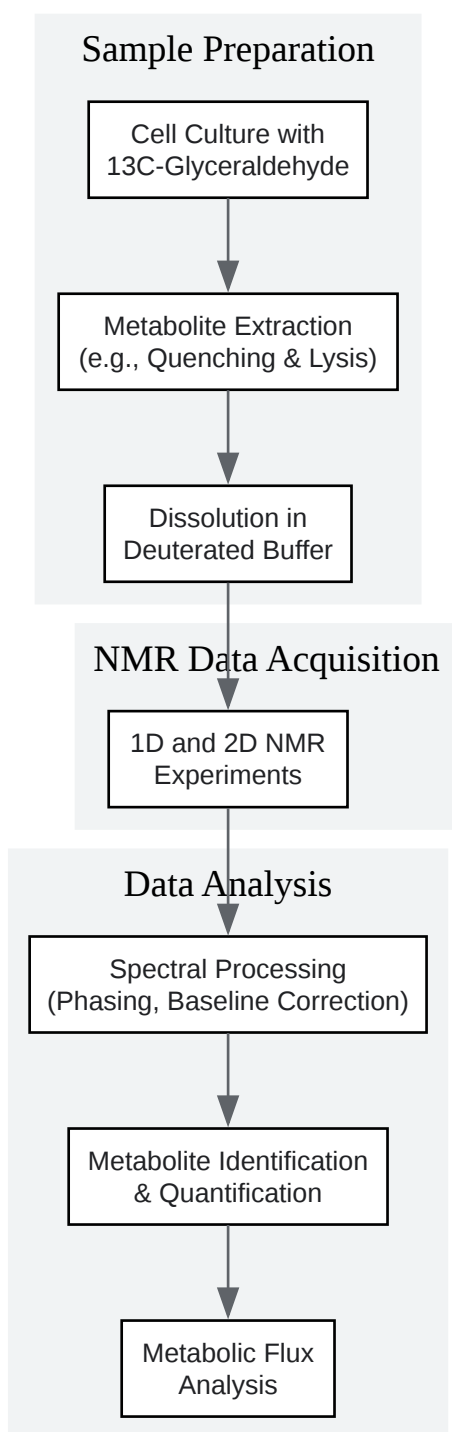 Sample Preparation
Cell Culture with
13C-Glyceraldehyde
Metabolite Extraction
(e.g., Quenching & Lysis)
Dissolution in
Deuterated Buffer
NMR Data Acquisition
1D and 2D NMR
Experiments
Data Analysis
Spectral Processing
(Phasing, Baseline Correction)
Metabolite Identification
& Quantification
Metabolic Flux
Analysis